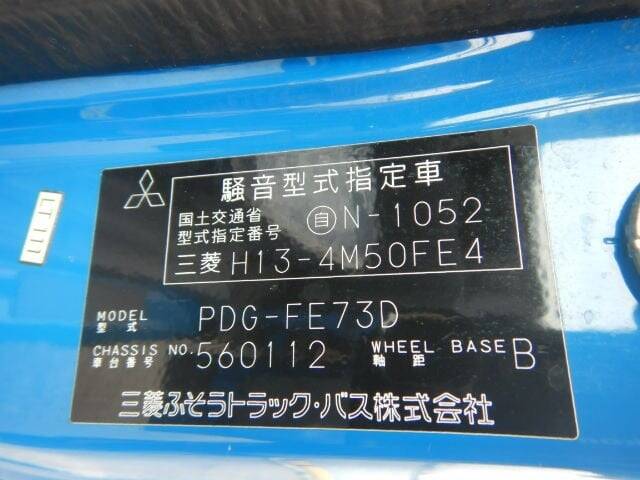 騒音型式指定車
国土交通省
型式指定番号
自 N-1052
三菱 H13-4M50FE4
MODEL
型式
PDG-FE73D
CHASSIS NO.
車台番号
560112
WHEEL BASE
軸距
B
三菱ふそうトラック・バス株式会社